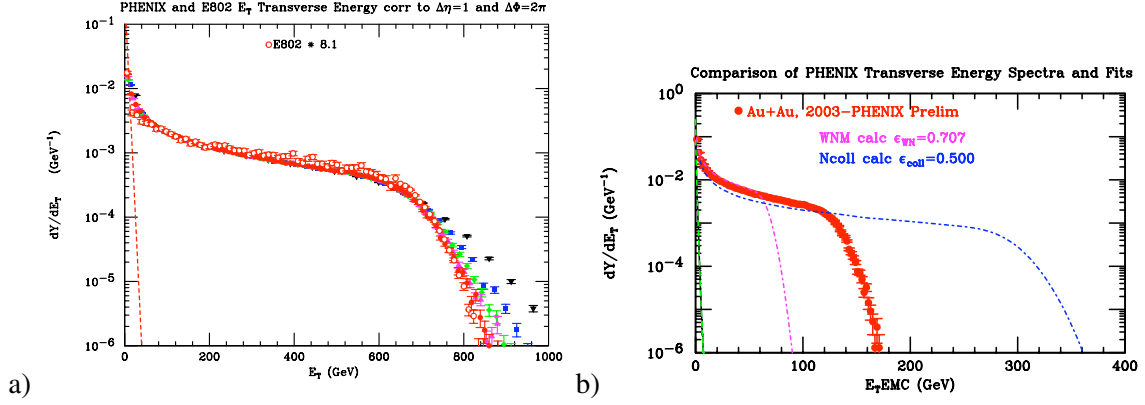 PHENIX and E802 E_T Transverse Energy corr to Δη=1 and ΔΦ=2π
E802 * 8.1
10^-1
10^-2
10^-3
10^-4
10^-5
10^-6
dY/dE_T (GeV^-1)
0 200 400 600 800 1000
E_T (GeV)
a)
Comparison of PHENIX Transverse Energy Spectra and Fits
Au+Au, 2003-PHENIX Prelim
WNM calc ε_WN=0.707
Ncoll calc ε_coll=0.500
10^0
10^-2
10^-4
10^-6
dY/dE_T (GeV^-1)
0 100 200 300 400
E_TEMC (GeV)
b)